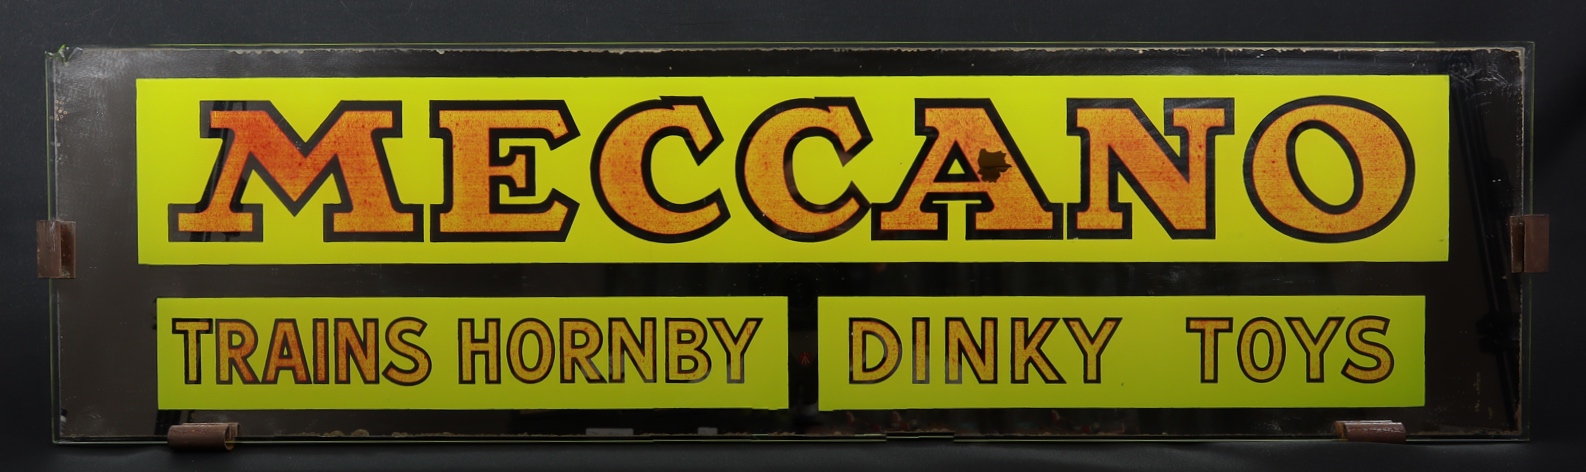 MECCANO
TRAINS HORNBY DINKY TOYS